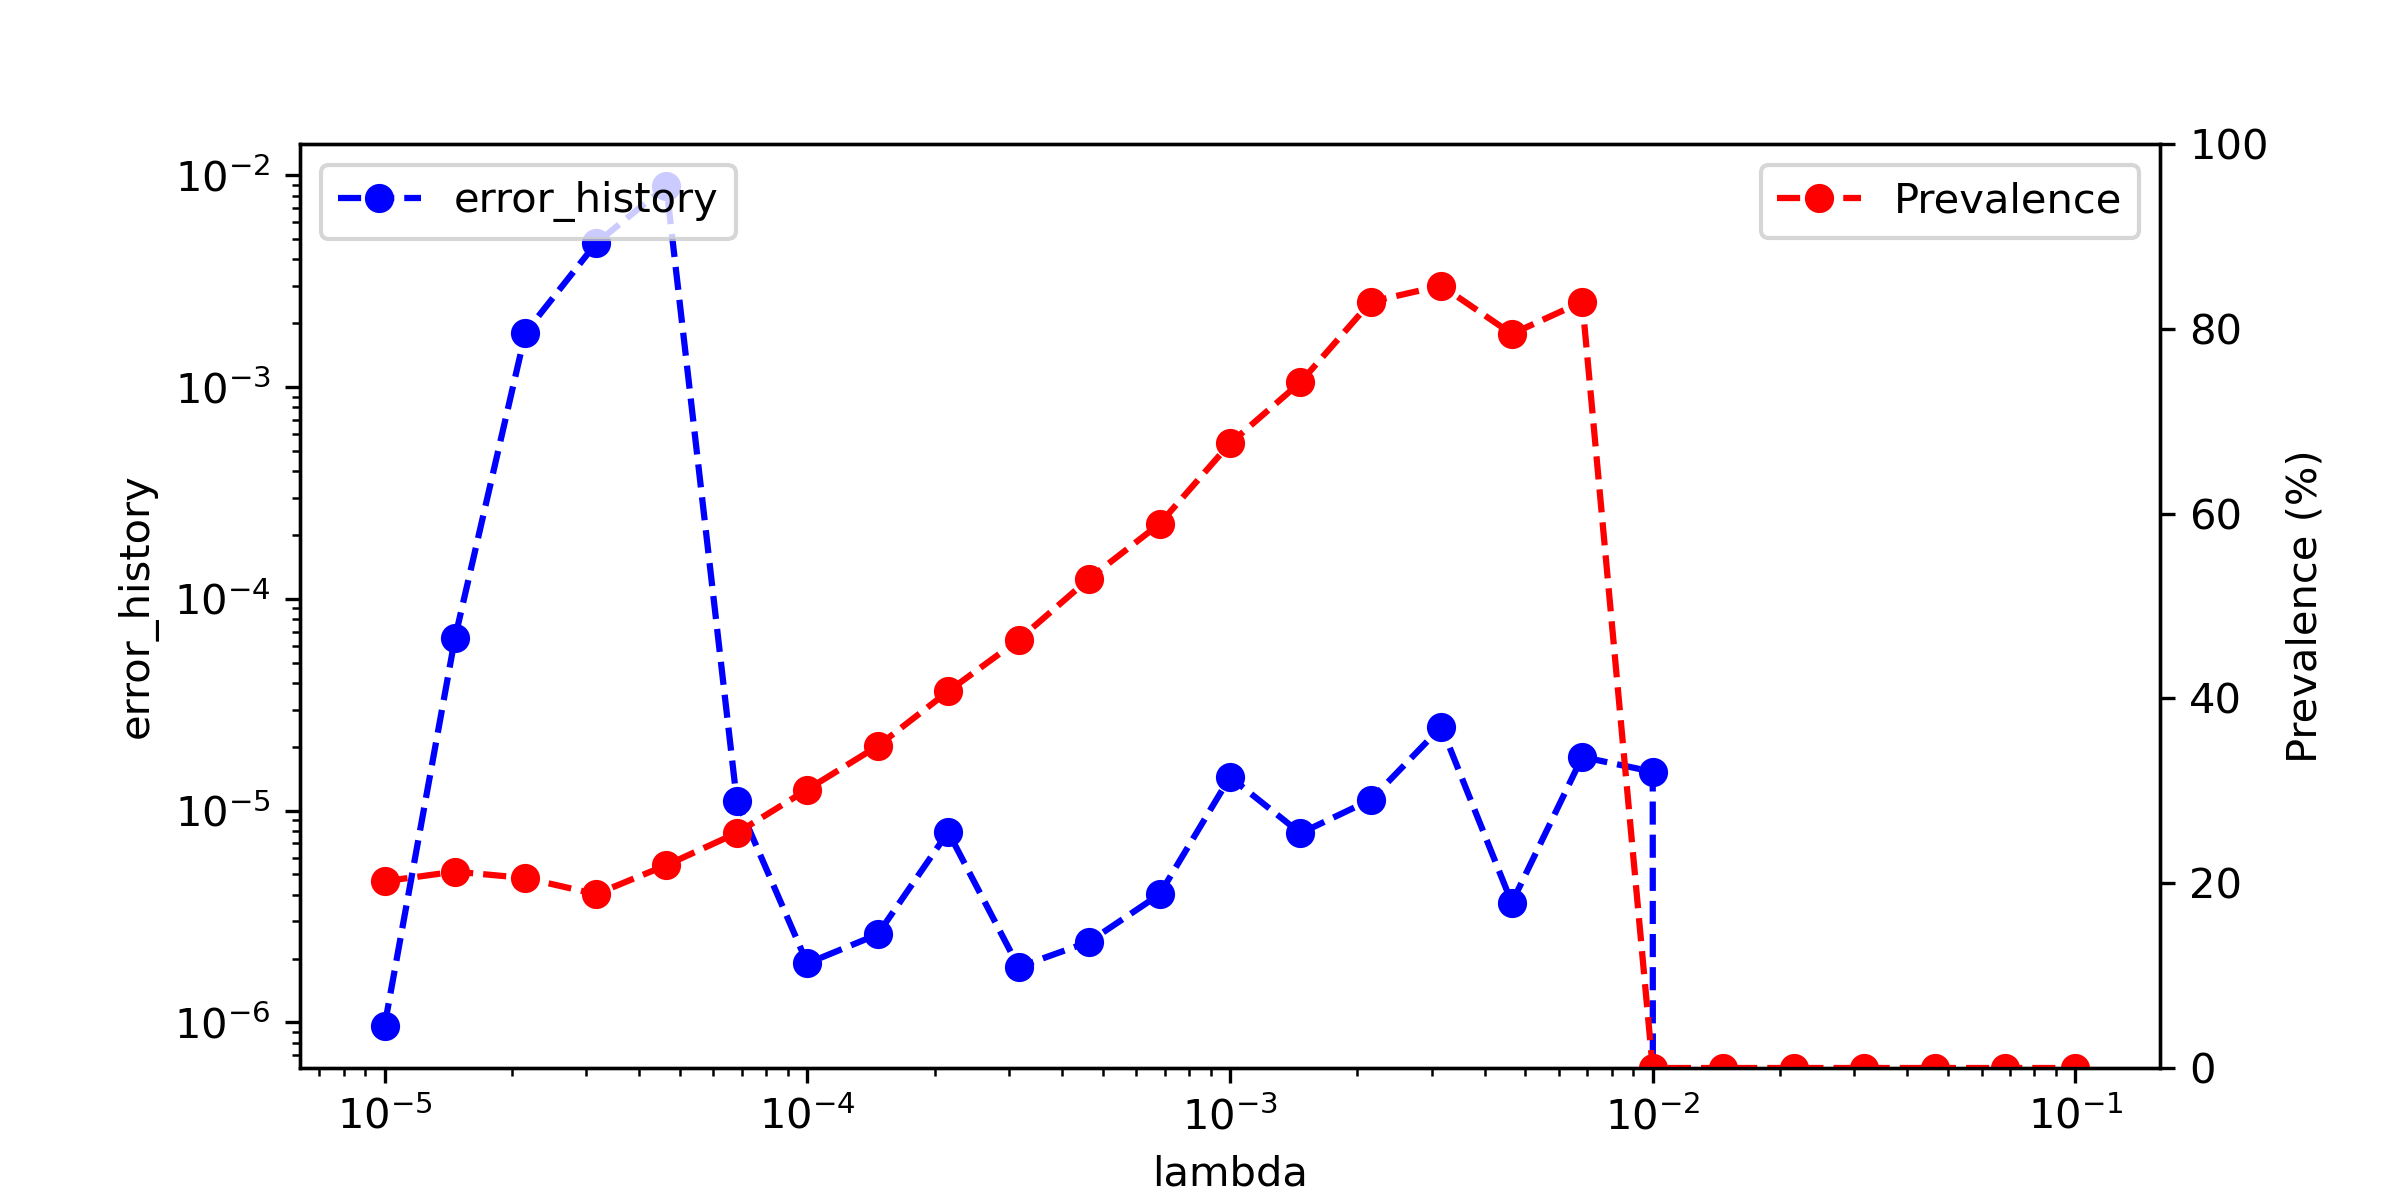 error_history
Prevalence
10⁻²
10⁻³
10⁻⁴
10⁻⁵
10⁻⁶
error_history
100
80
60
40
20
0
Prevalence (%)
10⁻⁵ 10⁻⁴ 10⁻³ 10⁻² 10⁻¹
lambda